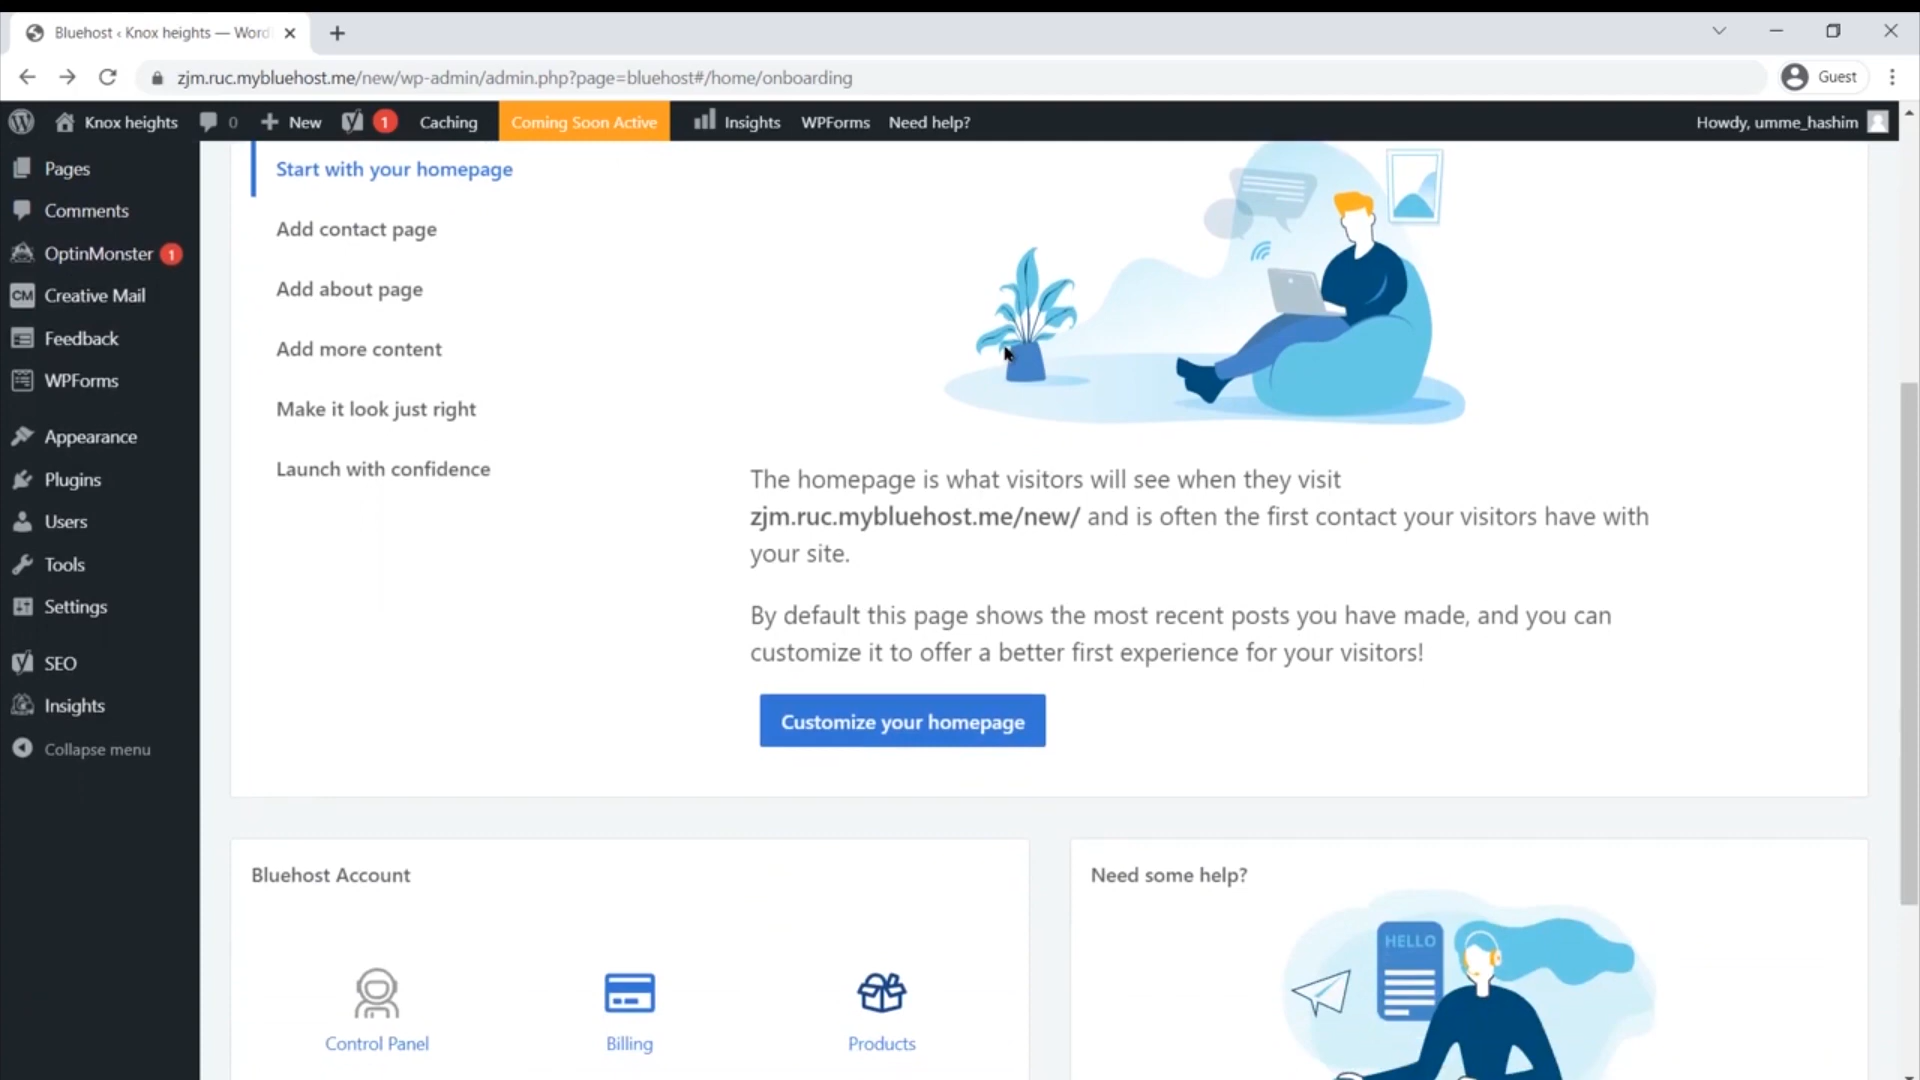 Bluehost ‹ Knox heights — Word
zjm.ruc.mybluehost.me/new/wp-admin/admin.php?page=bluehost#/home/onboarding
Guest
Knox heights
0
New
1
Caching
Coming Soon Active
Insights
WPForms
Need help?
Howdy, umme_hashim
Pages
Comments
OptinMonster 1
CM Creative Mail
Feedback
WPForms
Appearance
Plugins
Users
Tools
Settings
SEO
Insights
Collapse menu
Start with your homepage
Add contact page
Add about page
Add more content
Make it look just right
Launch with confidence
The homepage is what visitors will see when they visit
zjm.ruc.mybluehost.me/new/ and is often the first contact your visitors have with
your site.
By default this page shows the most recent posts you have made, and you can
customize it to offer a better first experience for your visitors!
Customize your homepage
Bluehost Account
Control Panel
Billing
Products
Need some help?
HELLO